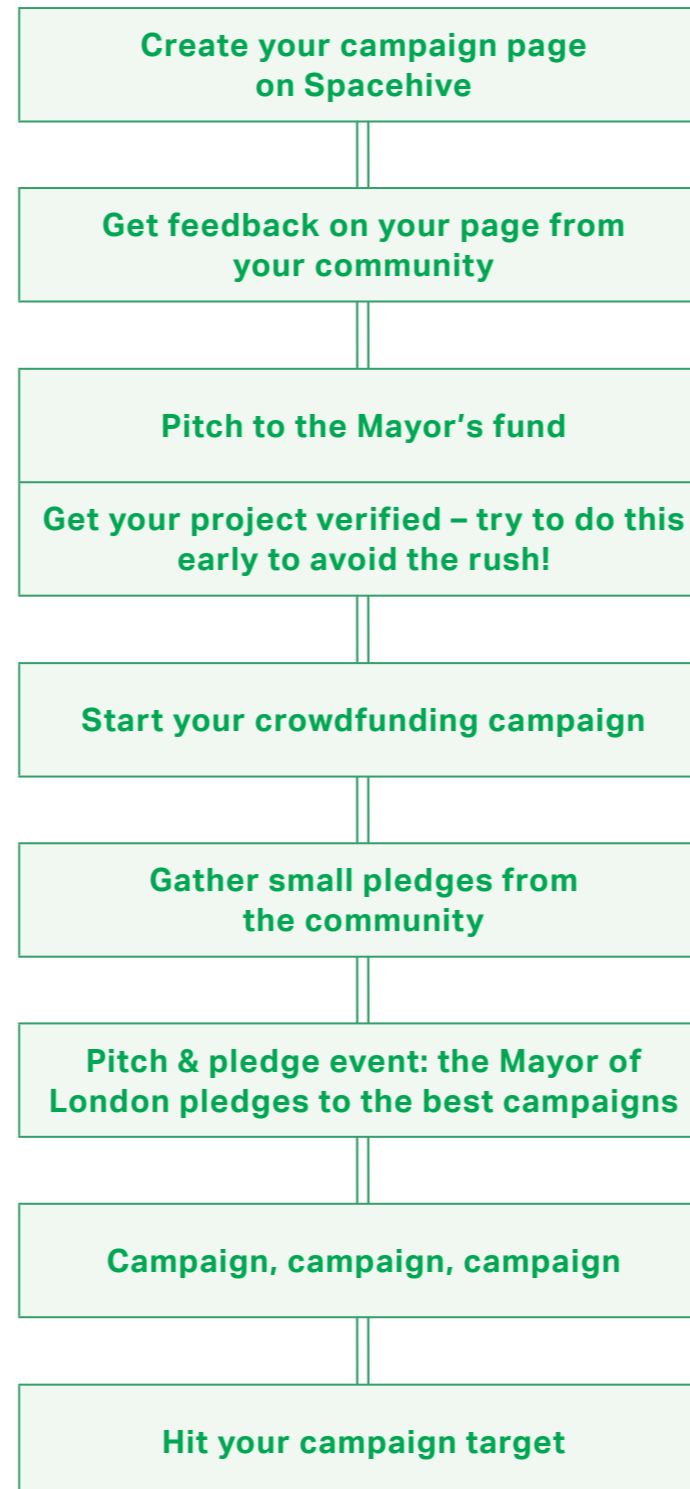 Create your campaign page
on Spacehive
Get feedback on your page from
your community
Pitch to the Mayor’s fund
Get your project verified – try to do this
early to avoid the rush!
Start your crowdfunding campaign
Gather small pledges from
the community
Pitch & pledge event: the Mayor of
London pledges to the best campaigns
Campaign, campaign, campaign
Hit your campaign target